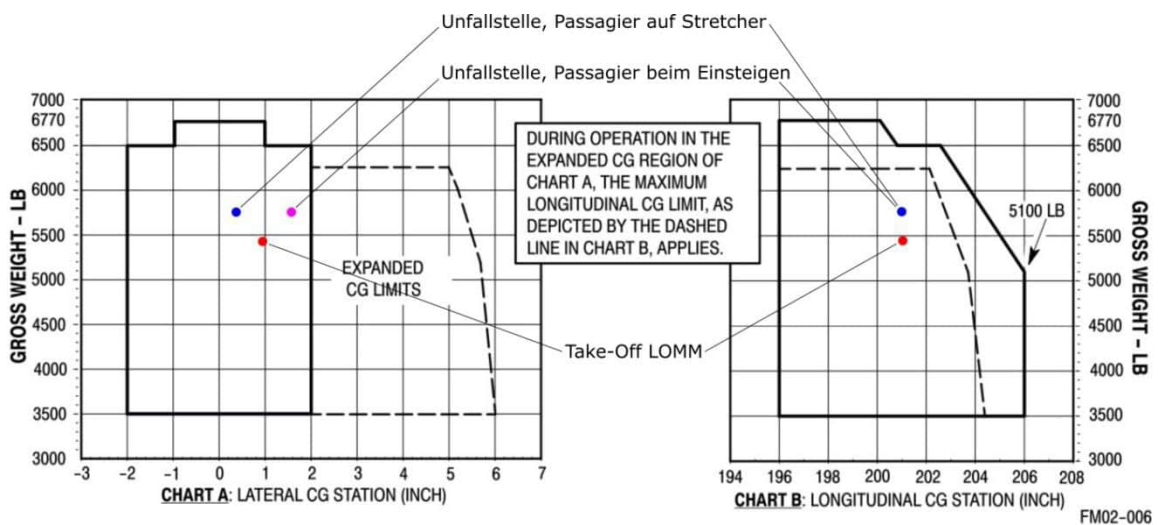 Unfallstelle, Passagier auf Stretcher
Unfallstelle, Passagier beim Einsteigen
7000
6770
6500
6000
5500
5000
4500
4000
3500
3000
GROSS WEIGHT – LB
-3 -2 -1 0 1 2 3 4 5 6 7
EXPANDED
CG LIMITS
CHART A: LATERAL CG STATION (INCH)
DURING OPERATION IN THE
EXPANDED CG REGION OF
CHART A, THE MAXIMUM
LONGITUDINAL CG LIMIT, AS
DEPICTED BY THE DASHED
LINE IN CHART B, APPLIES.
Take-Off LOMM
5100 LB
7000
6770
6500
6000
5500
5000
4500
4000
3500
3000
GROSS WEIGHT – LB
194 196 198 200 202 204 206 208
CHART B: LONGITUDINAL CG STATION (INCH)
FM02-006